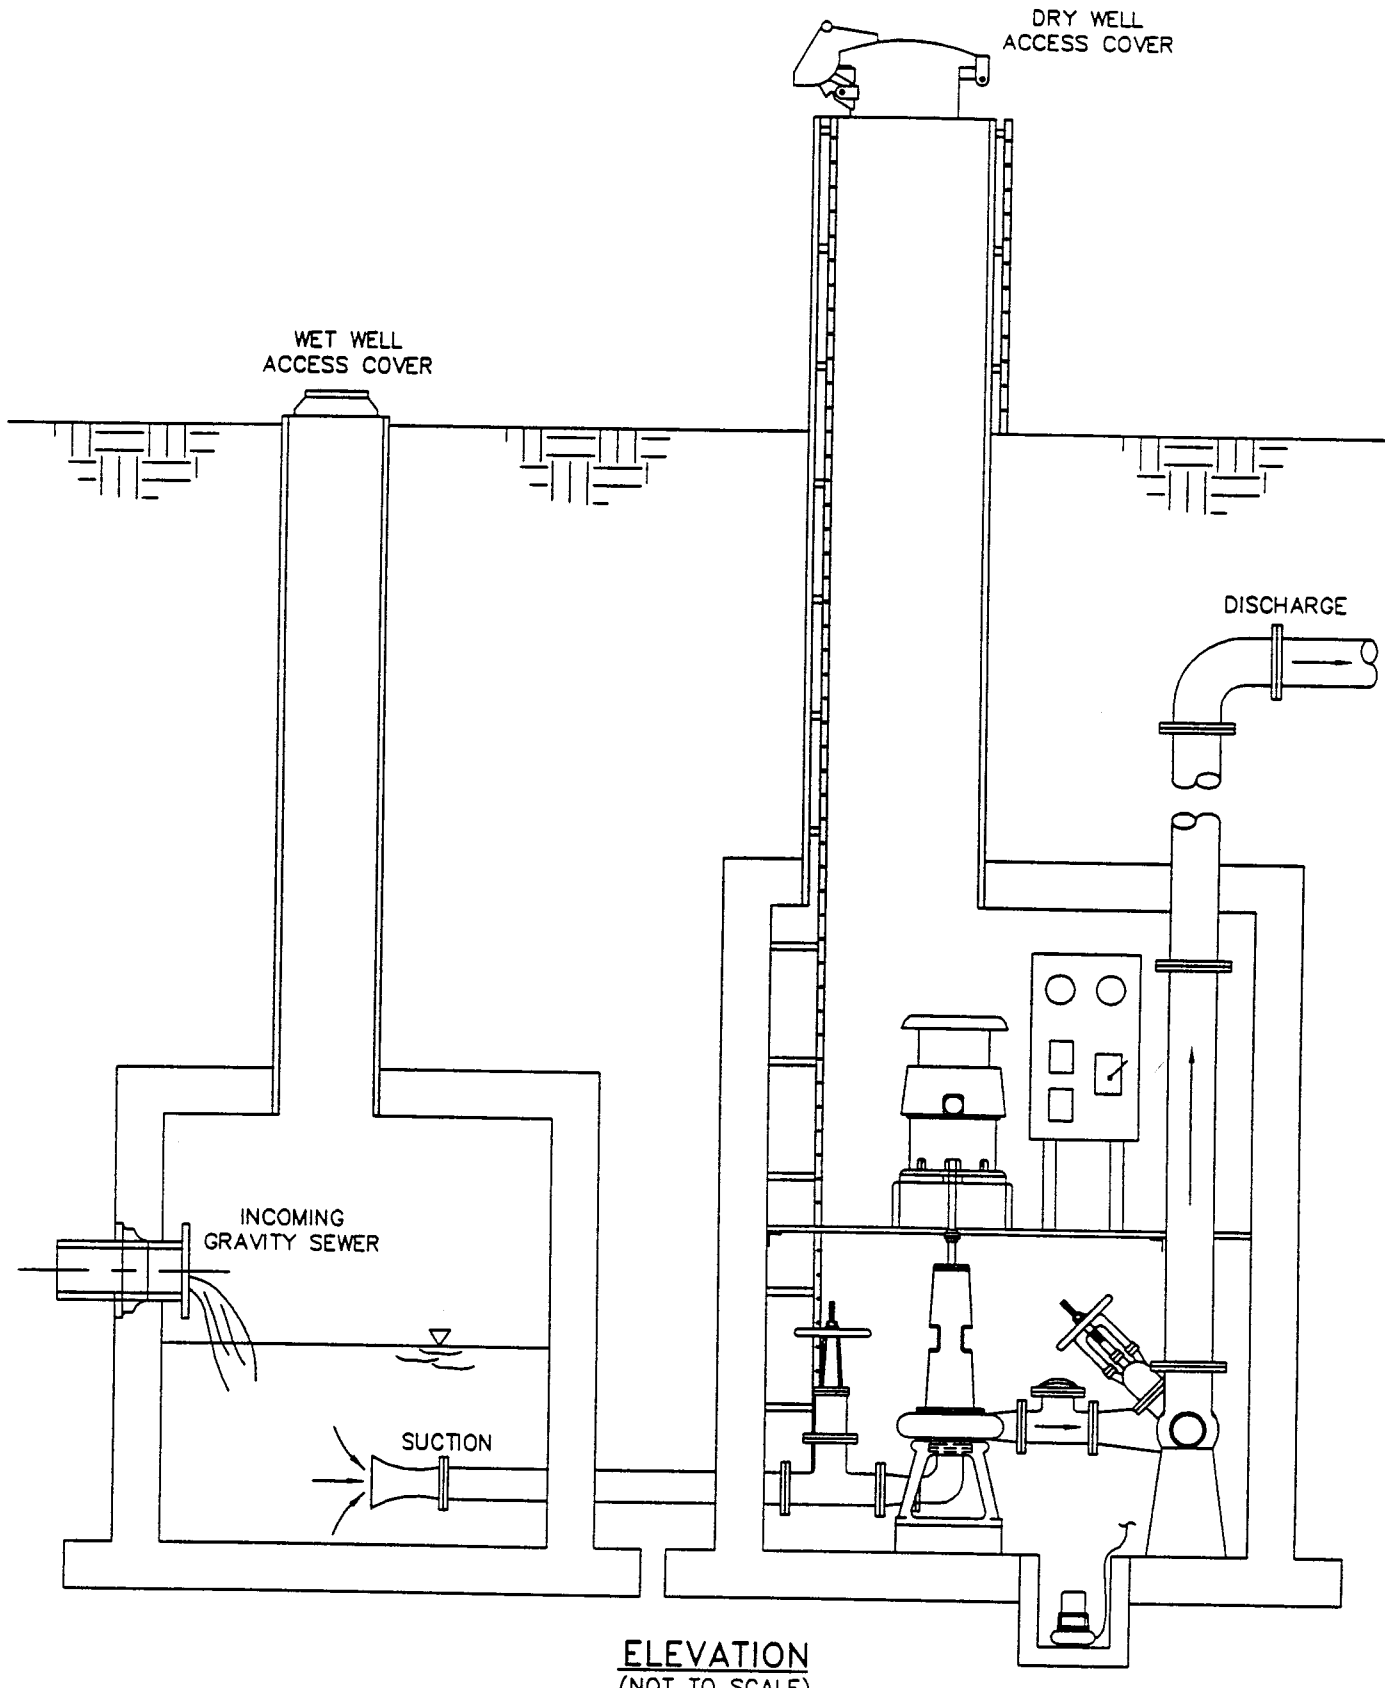 DRY WELL
ACCESS COVER
WET WELL
ACCESS COVER
DISCHARGE
INCOMING
GRAVITY SEWER
SUCTION
ELEVATION
(NOT TO SCALE)